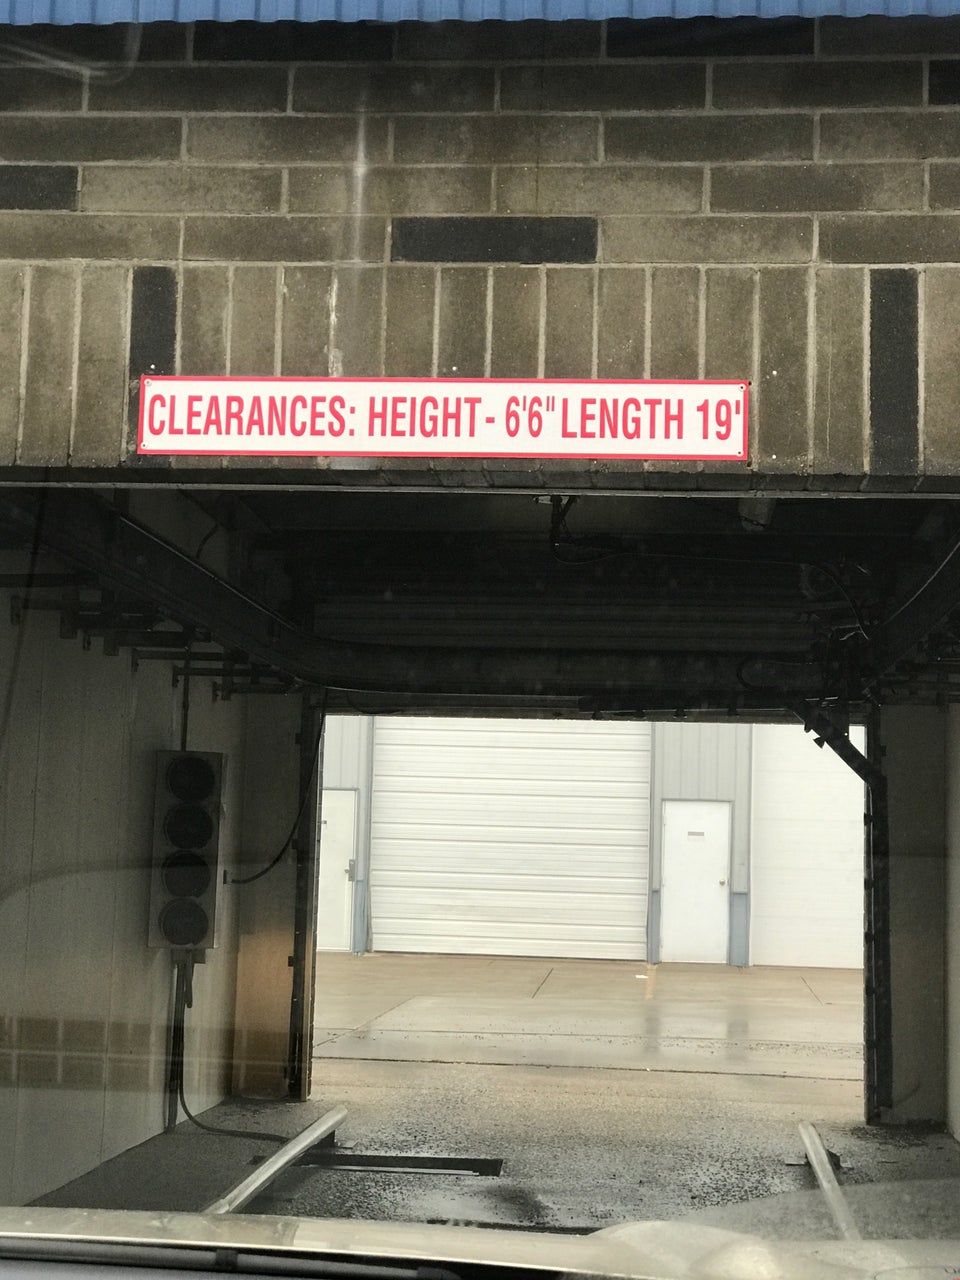 CLEARANCES: HEIGHT- 6'6" LENGTH 19'